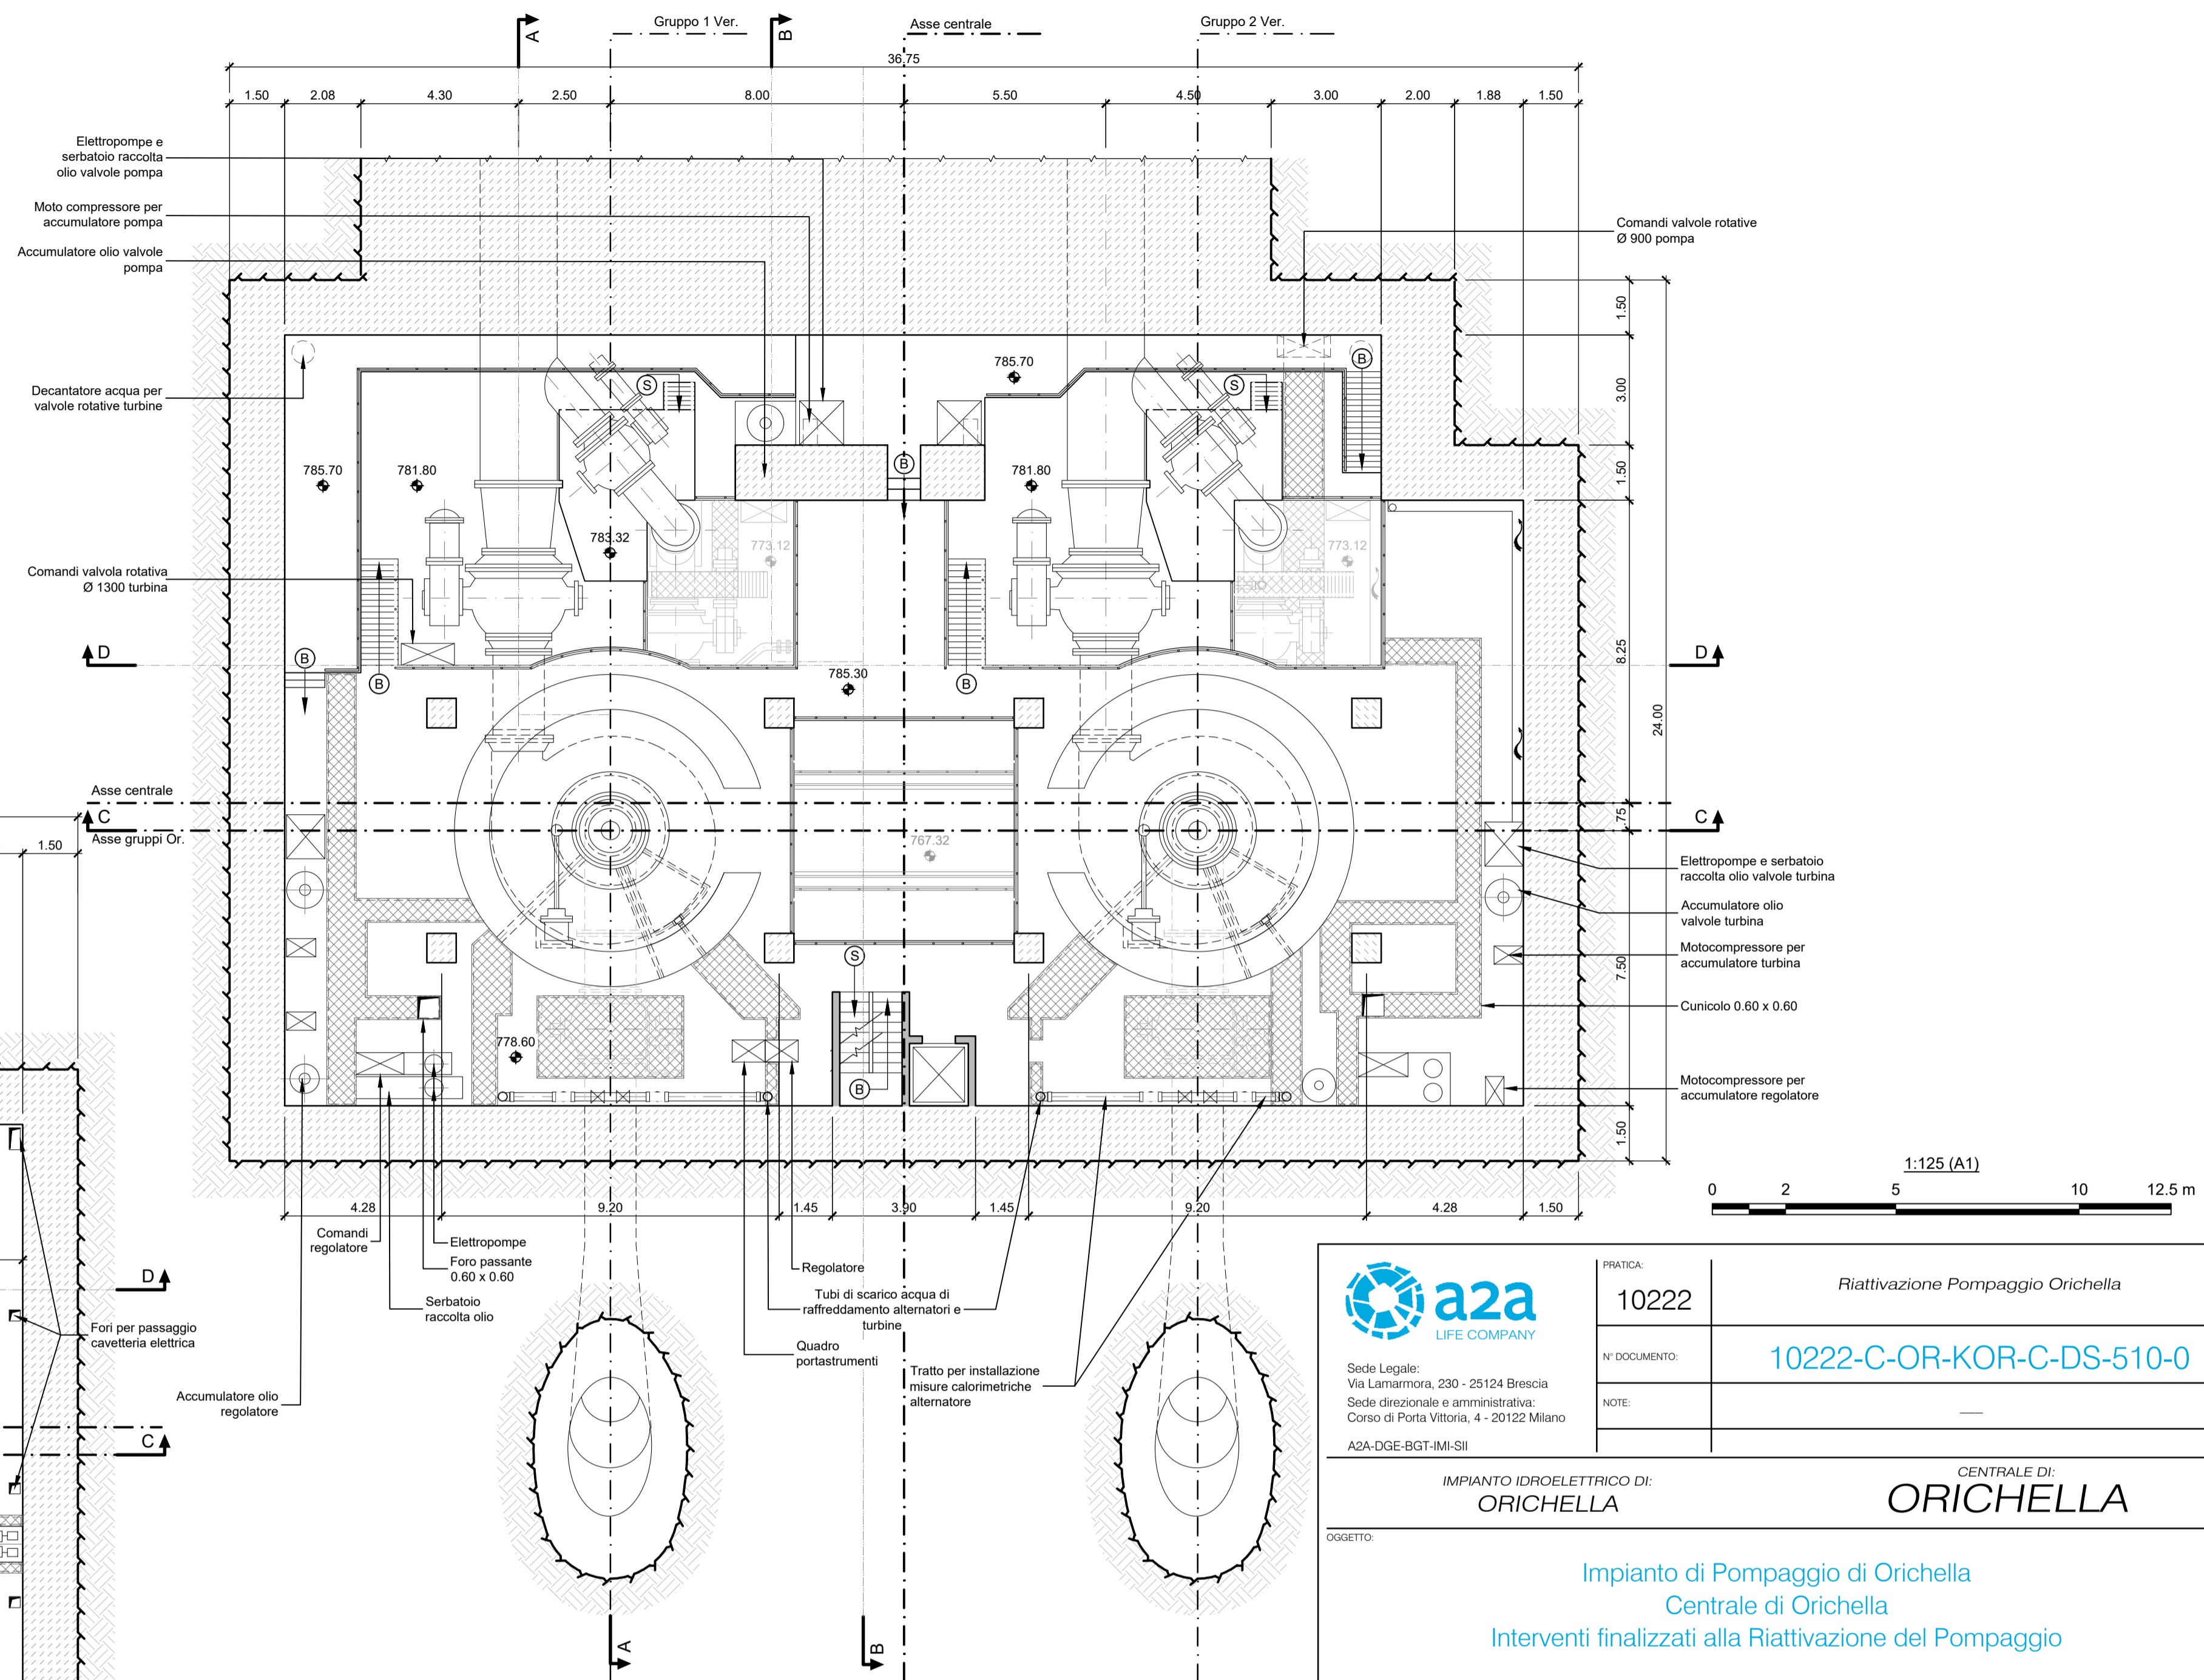 Gruppo 1 Ver.
Asse centrale
Gruppo 2 Ver.
A
B
36.75
1.50
2.08
4.30
2.50
8.00
5.50
4.50
3.00
2.00
1.88
1.50
Elettropompe e
serbatoio raccolta
olio valvole pompa
Moto compressore per
accumulatore pompa
Accumulatore olio valvole
pompa
Comandi valvole rotative
Ø 900 pompa
Decantatore acqua per
valvole rotative turbine
Comandi valvola rotativa
Ø 1300 turbina
1.50
3.00
1.50
8.25
24.00
.75
7.50
1.50
785.70
S
S
B
785.70
781.80
B
781.80
783.32
773.12
773.12
D
D
B
B
B
785.30
Asse centrale
C
Asse gruppi Or.
C
767.32
1.50
Elettropompe e serbatoio
raccolta olio valvole turbina
Accumulatore olio
valvole turbina
Motocompressore per
accumulatore turbina
Cunicolo 0.60 x 0.60
Motocompressore per
accumulatore regolatore
S
778.60
B
4.28
9.20
1.45
3.90
1.45
9.20
4.28
1.50
1:125 (A1)
0
2
5
10
12.5 m
Comandi
regolatore
Elettropompe
Foro passante
0.60 x 0.60
Serbatoio
raccolta olio
Regolatore
Tubi di scarico acqua di
raffreddamento alternatori e
turbine
Quadro
portastrumenti
Tratto per installazione
misure calorimetriche
alternatore
Accumulatore olio
regolatore
D
Fori per passaggio
cavetteria elettrica
C
A
B
a2a
LIFE COMPANY
Sede Legale:
Via Lamarmora, 230 - 25124 Brescia
Sede direzionale e amministrativa:
Corso di Porta Vittoria, 4 - 20122 Milano
A2A-DGE-BGT-IMI-SII
PRATICA:
10222
Riattivazione Pompaggio Orichella
N° DOCUMENTO:
10222-C-OR-KOR-C-DS-510-0
NOTE:
IMPIANTO IDROELETTRICO DI:
ORICHELLA
CENTRALE DI:
ORICHELLA
OGGETTO:
Impianto di Pompaggio di Orichella
Centrale di Orichella
Interventi finalizzati alla Riattivazione del Pompaggio